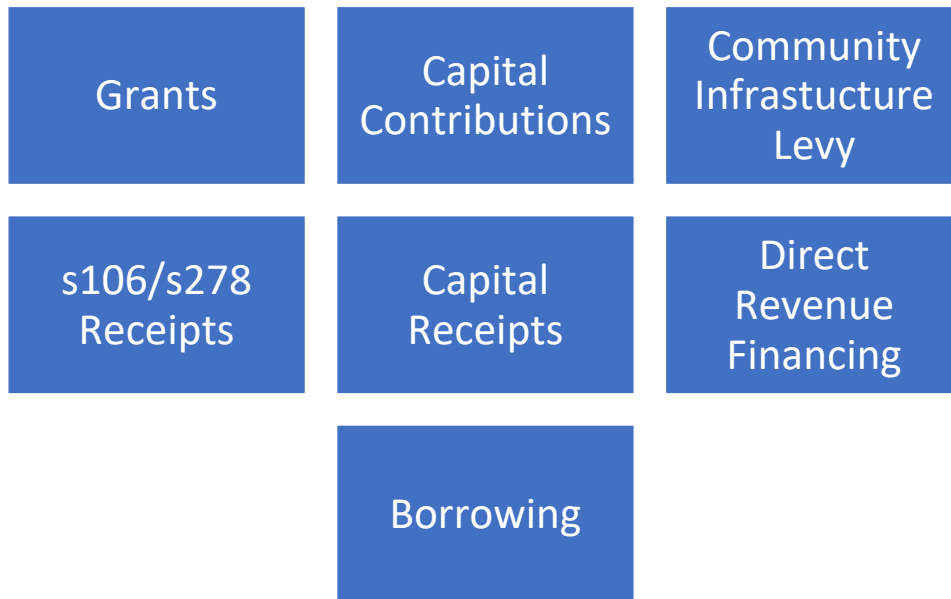 Grants
Capital
Contributions
Community
Infrastucture
Levy
s106/s278
Receipts
Capital
Receipts
Direct
Revenue
Financing
Borrowing